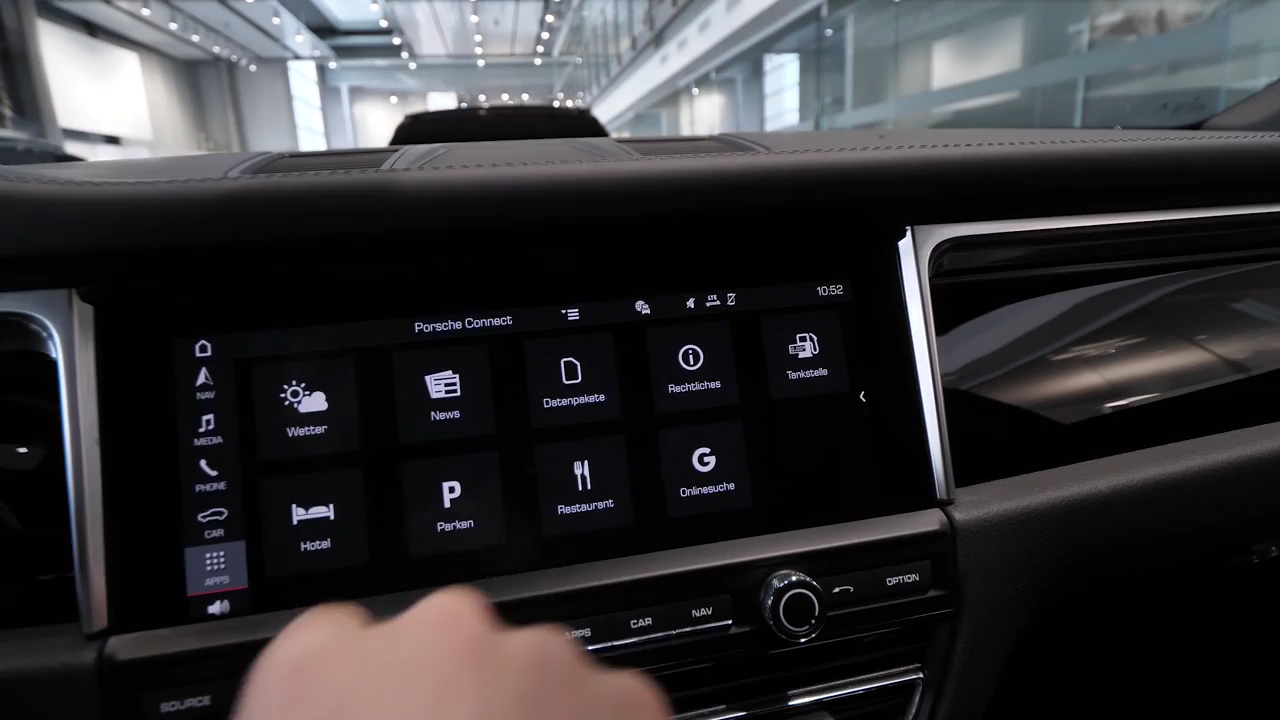 Porsche Connect
LTE
10:52
NAV
MEDIA
PHONE
CAR
APPS
Wetter
News
Datenpakete
Rechtliches
Tankstelle
Hotel
P
Parken
Restaurant
G
Onlinesuche
SOURCE
APPS
CAR
NAV
OPTION